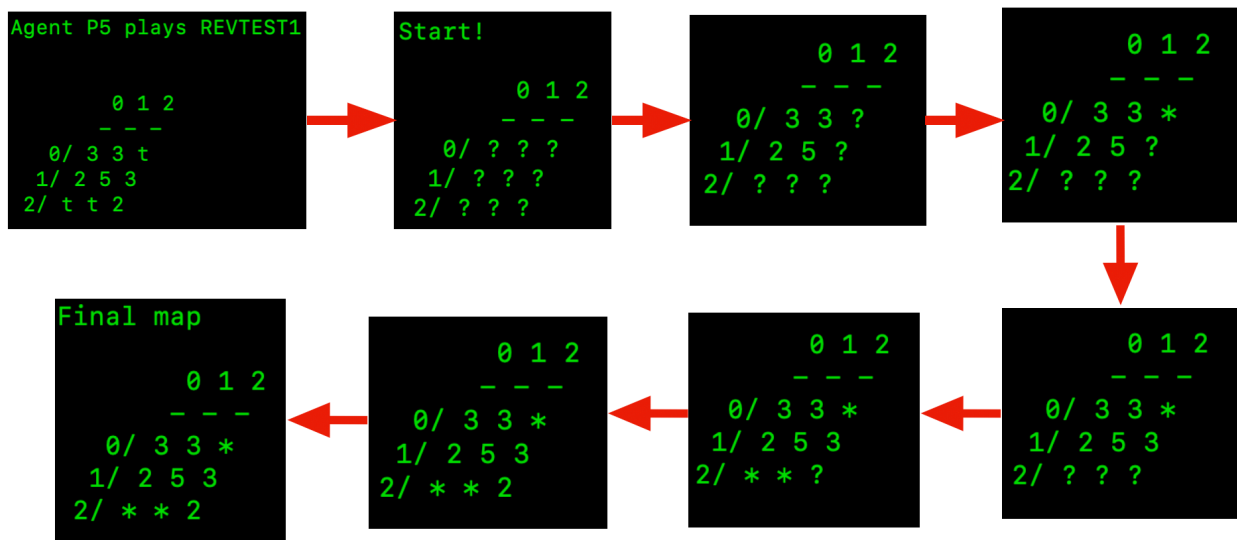 Agent P5 plays REVTEST1
0 1 2
– – –
0/ 3 3 t
1/ 2 5 3
2/ t t 2
Start!
0 1 2
– – –
0/ ? ? ?
1/ ? ? ?
2/ ? ? ?
0 1 2
– – –
0/ 3 3 ?
1/ 2 5 ?
2/ ? ? ?
0 1 2
– – –
0/ 3 3 *
1/ 2 5 ?
2/ ? ? ?
0 1 2
– – –
0/ 3 3 *
1/ 2 5 3
2/ ? ? ?
0 1 2
– – –
0/ 3 3 *
1/ 2 5 3
2/ * * ?
0 1 2
– – –
0/ 3 3 *
1/ 2 5 3
2/ * * 2
Final map
0 1 2
– – –
0/ 3 3 *
1/ 2 5 3
2/ * * 2